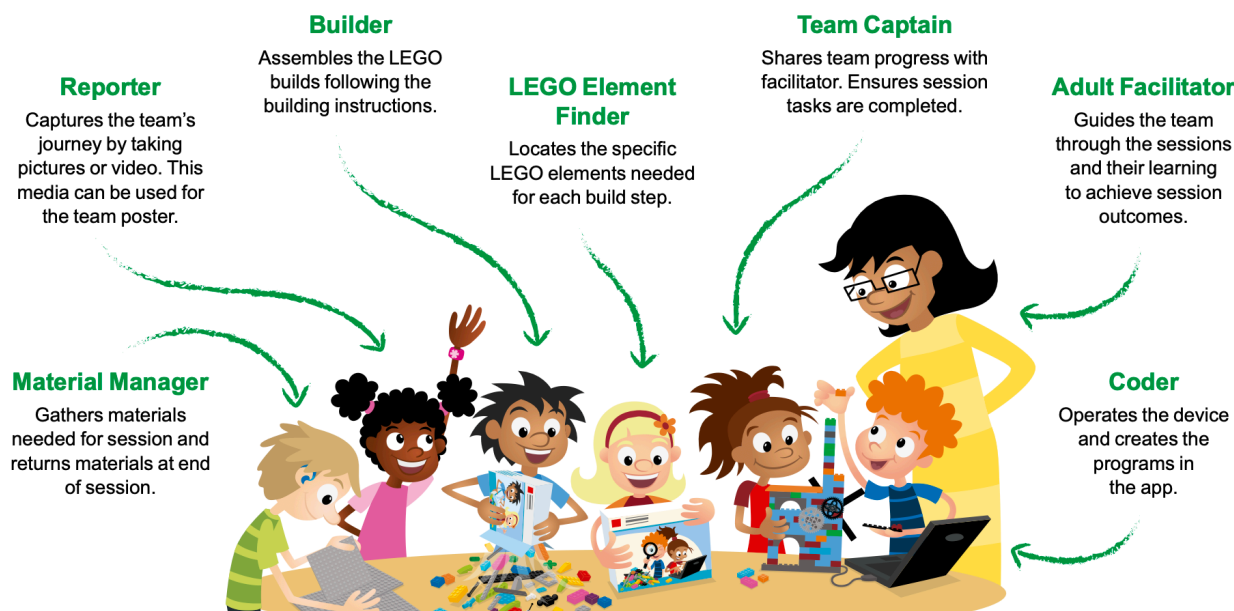 Builder
Assembles the LEGO
builds following the
building instructions.
Team Captain
Shares team progress with
facilitator. Ensures session
tasks are completed.
Reporter
Captures the team’s
journey by taking
pictures or video. This
media can be used for
the team poster.
LEGO Element
Finder
Locates the specific
LEGO elements needed
for each build step.
Adult Facilitator
Guides the team
through the sessions
and their learning
to achieve session
outcomes.
Material Manager
Gathers materials
needed for session and
returns materials at end
of session.
Coder
Operates the device
and creates the
programs in
the app.